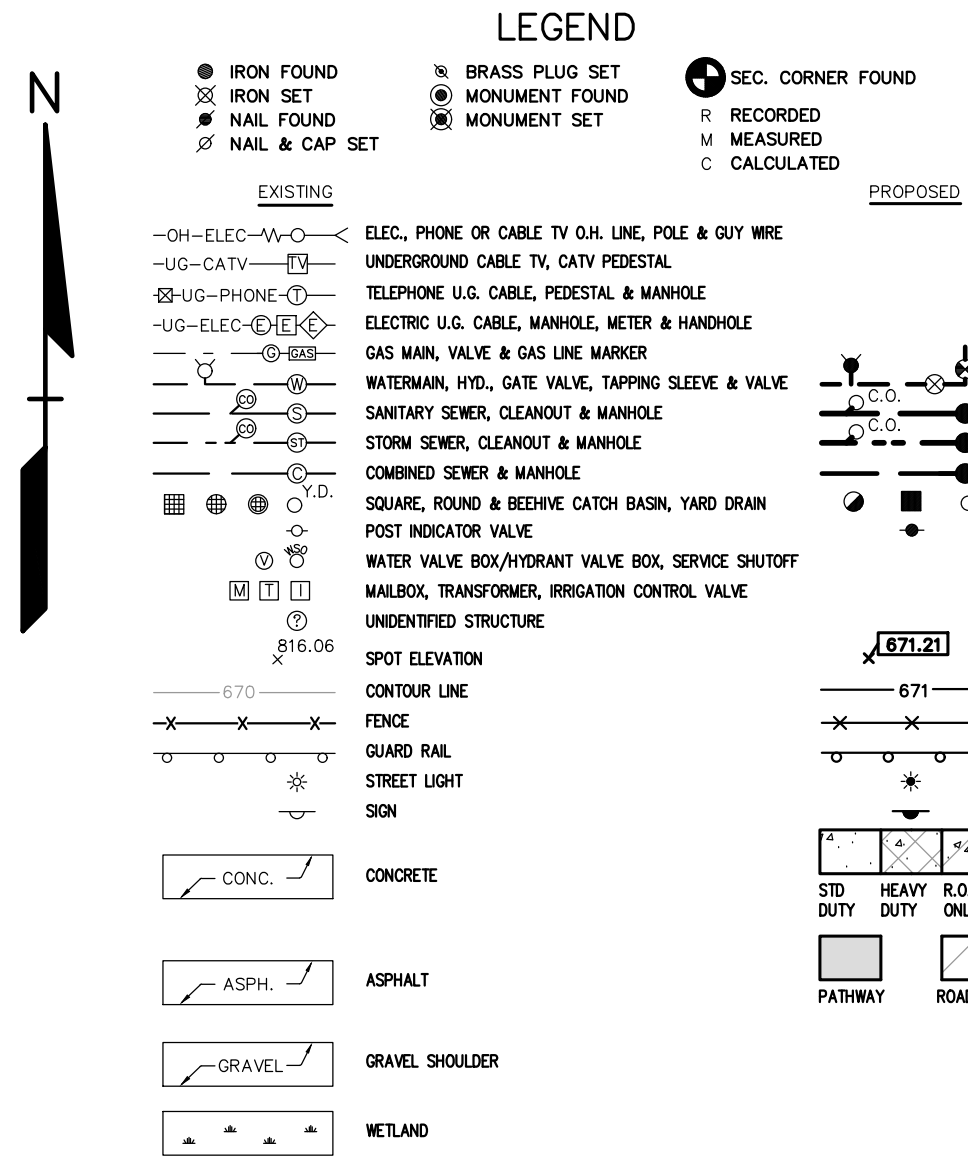 LEGEND
N
IRON FOUND
IRON SET
NAIL FOUND
NAIL & CAP SET
BRASS PLUG SET
MONUMENT FOUND
MONUMENT SET
SEC. CORNER FOUND
R RECORDED
M MEASURED
C CALCULATED
EXISTING
PROPOSED
-OH-ELEC ELEC., PHONE OR CABLE TV O.H. LINE, POLE & GUY WIRE
-UG-CATV TV UNDERGROUND CABLE TV, CATV PEDESTAL
UG-PHONE T TELEPHONE U.G. CABLE, PEDESTAL & MANHOLE
-UG-ELEC- E E E ELECTRIC U.G. CABLE, MANHOLE, METER & HANDHOLE
G GAS GAS MAIN, VALVE & GAS LINE MARKER
W WATERMAIN, HYD., GATE VALVE, TAPPING SLEEVE & VALVE
CO S SANITARY SEWER, CLEANOUT & MANHOLE C.O.
CO ST STORM SEWER, CLEANOUT & MANHOLE C.O.
C COMBINED SEWER & MANHOLE
Y.D. SQUARE, ROUND & BEEHIVE CATCH BASIN, YARD DRAIN
POST INDICATOR VALVE
V WSO WATER VALVE BOX/HYDRANT VALVE BOX, SERVICE SHUTOFF
M T I MAILBOX, TRANSFORMER, IRRIGATION CONTROL VALVE
? UNIDENTIFIED STRUCTURE
816.06 SPOT ELEVATION 671.21
670 CONTOUR LINE 671
FENCE
GUARD RAIL
STREET LIGHT
SIGN
CONC. CONCRETE
STD DUTY
HEAVY DUTY
ASPH. ASPHALT
PATHWAY
GRAVEL GRAVEL SHOULDER
WETLAND